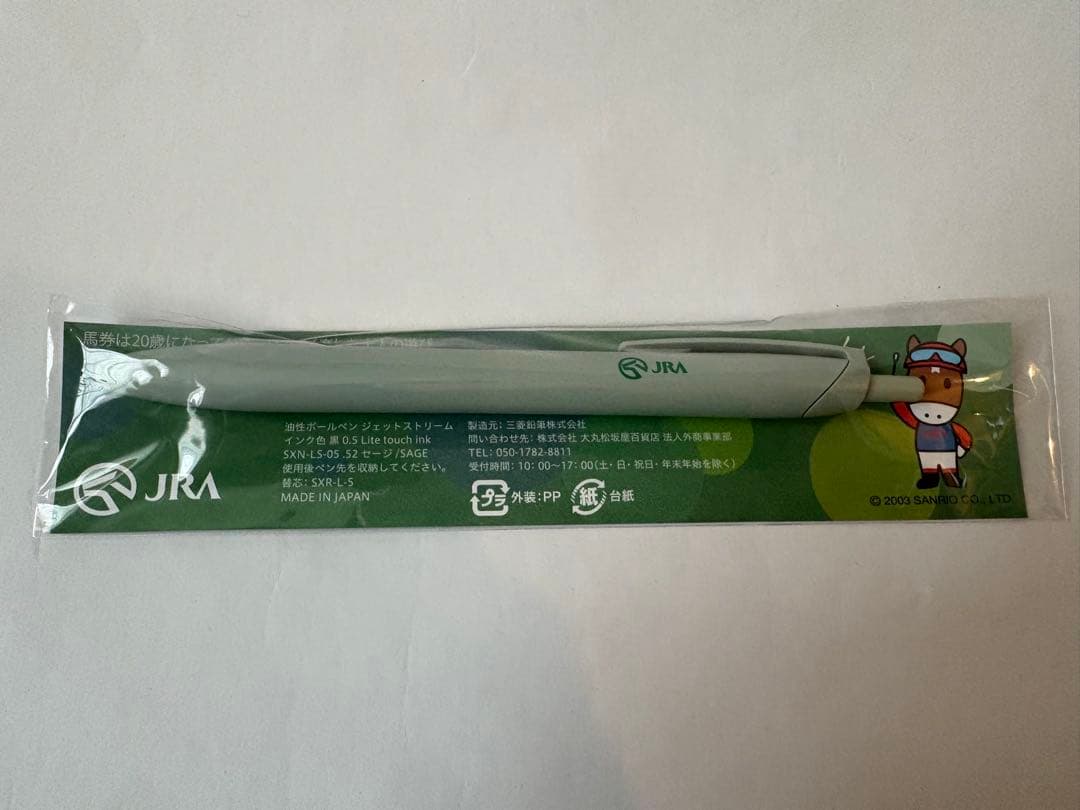 馬券は20歳になって
JRA
油性ボールペン ジェットストリーム
インク色 黒 0.5 Lite touch ink
SXN-LS-05 .52 セージ/SAGE
使用後ペン先を収納してください。
替芯: SXR-L-5
MADE IN JAPAN
製造元: 三菱鉛筆株式会社
問い合わせ先: 株式会社 大丸松坂屋百貨店 法人外商事業部
TEL: 050-1782-8811
受付時間: 10:00〜17:00(土・日・祝日・年末年始を除く)
プラ 外装:PP 紙 台紙
JRA
© 2003 SANRIO CO., LTD.